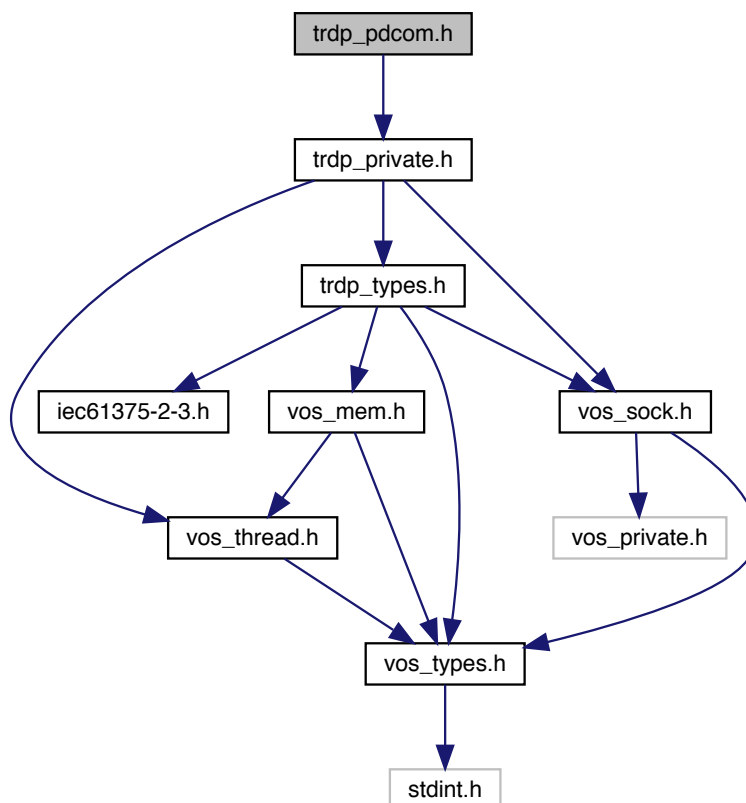 trdp_pdcom.h
trdp_private.h
trdp_types.h
iec61375-2-3.h
vos_mem.h
vos_sock.h
vos_thread.h
vos_private.h
vos_types.h
stdint.h